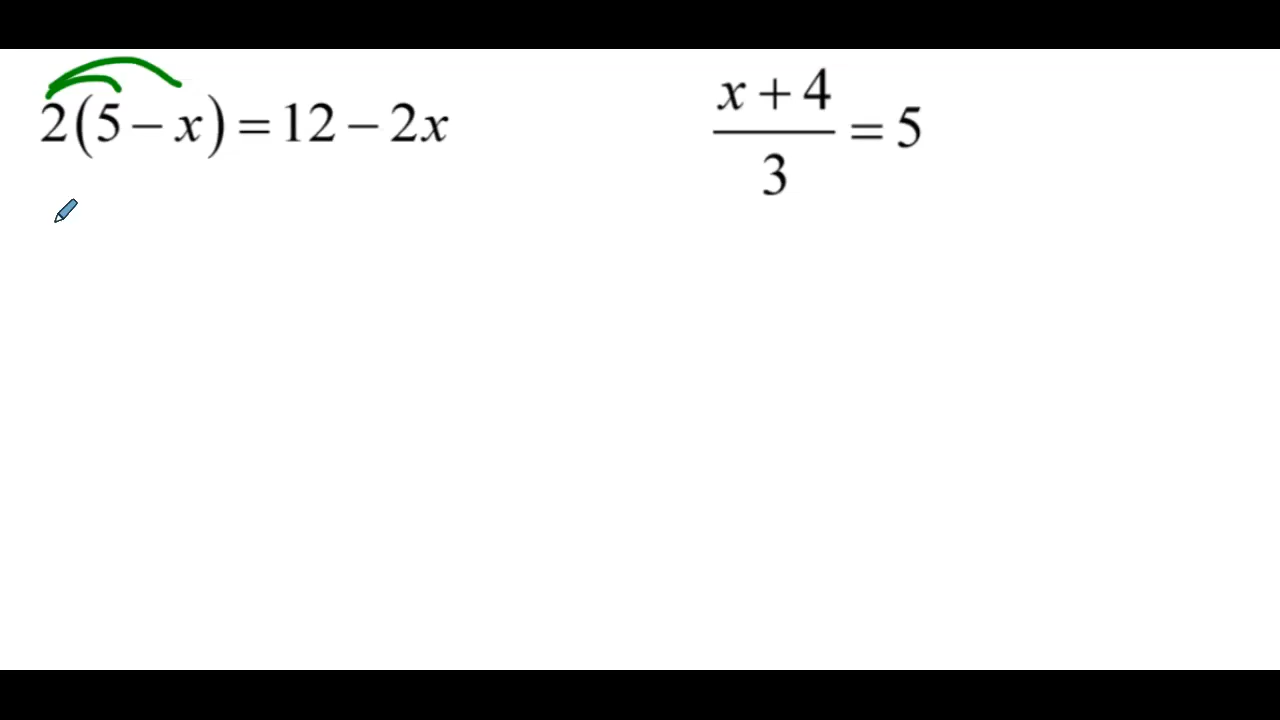 2(5 − x) = 12 − 2x
x + 4
3
= 5